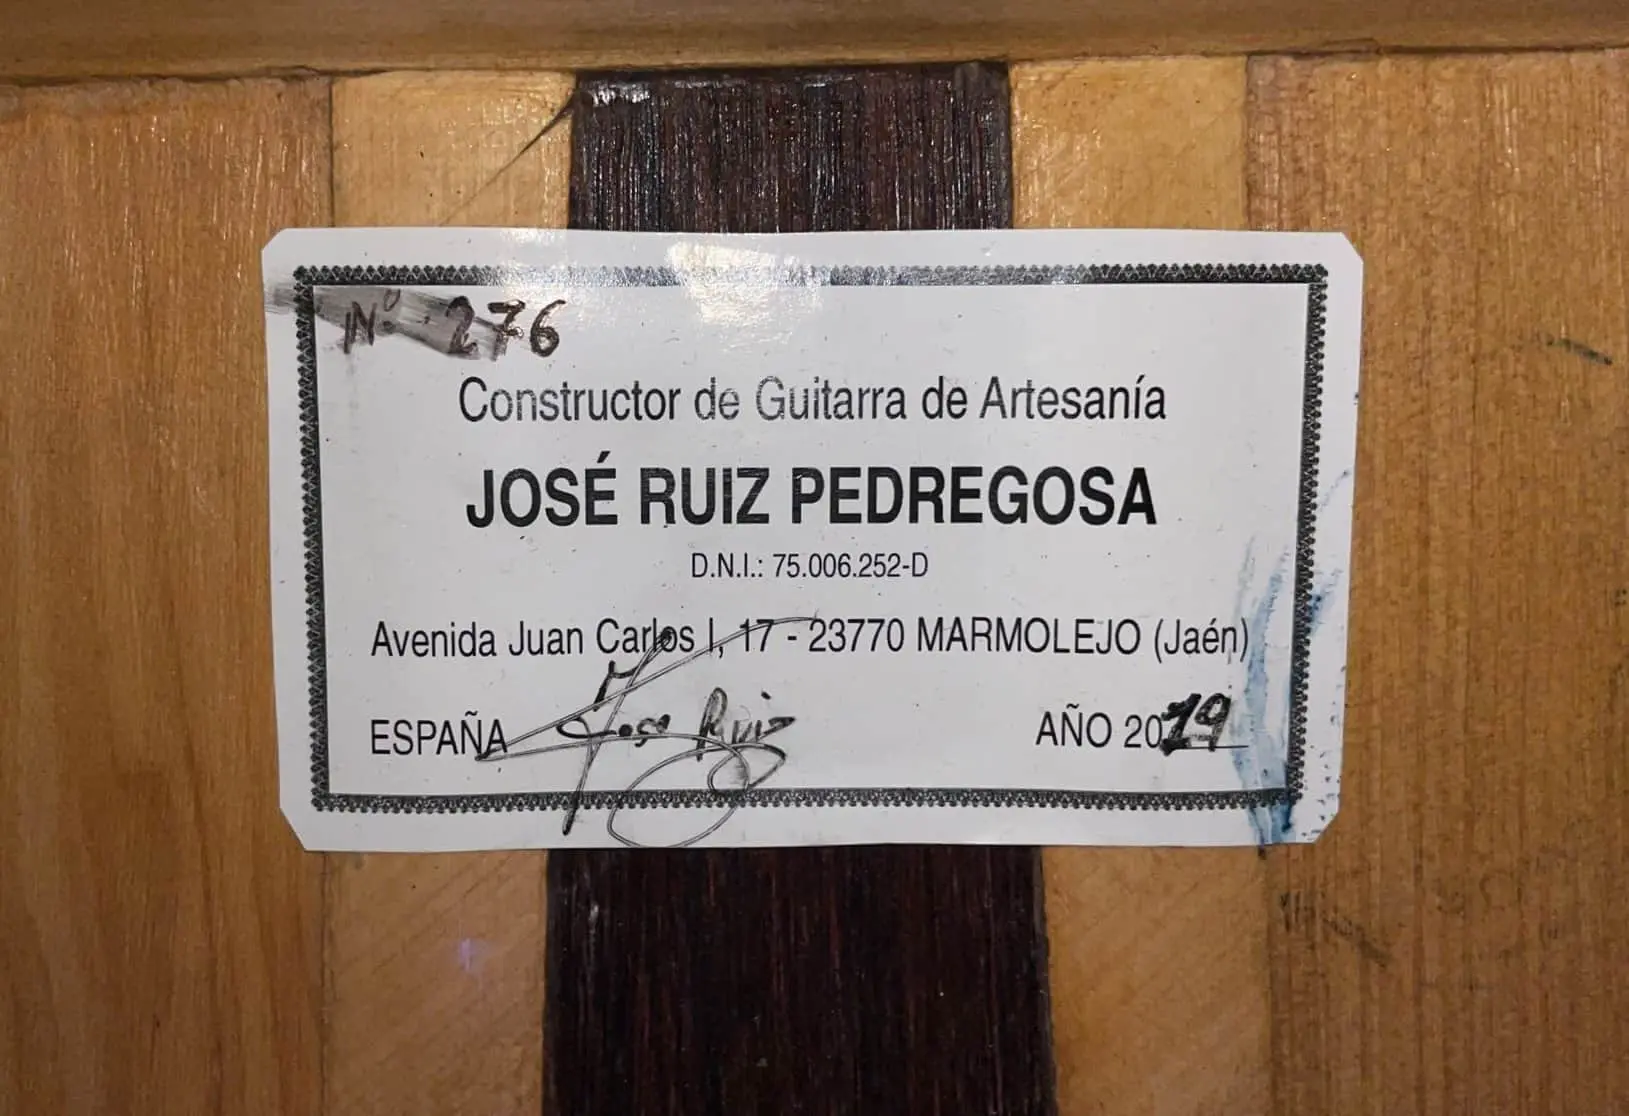 Nº 276
Constructor de Guitarra de Artesanía
JOSÉ RUIZ PEDREGOSA
D.N.I.: 75.006.252-D
Avenida Juan Carlos I, 17 - 23770 MARMOLEJO (Jaén)
ESPAÑA Jose Ruiz AÑO 2019